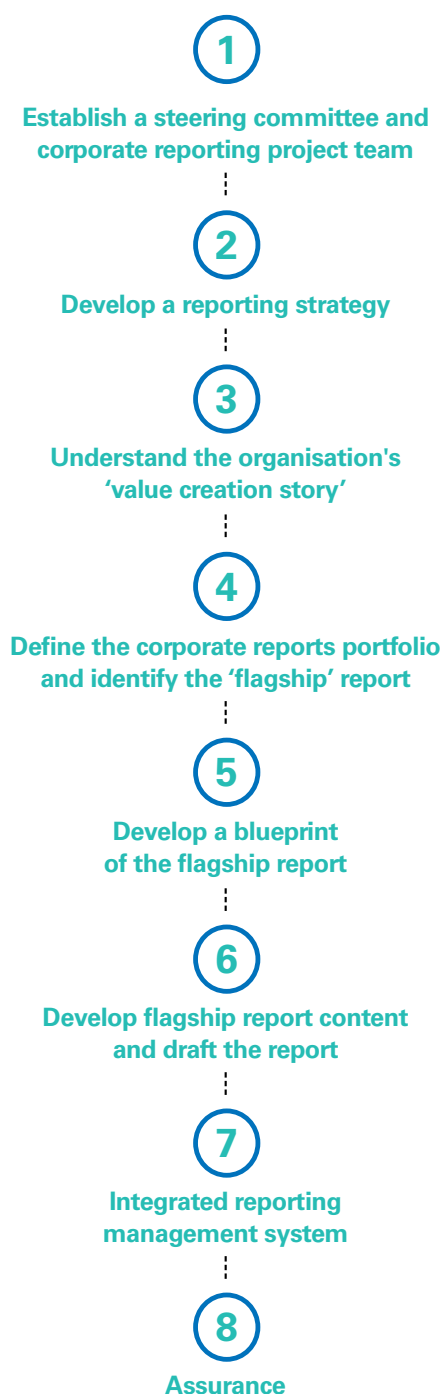 1
Establish a steering committee and
corporate reporting project team
2
Develop a reporting strategy
3
Understand the organisation's
‘value creation story’
4
Define the corporate reports portfolio
and identify the ‘flagship’ report
5
Develop a blueprint
of the flagship report
6
Develop flagship report content
and draft the report
7
Integrated reporting
management system
8
Assurance